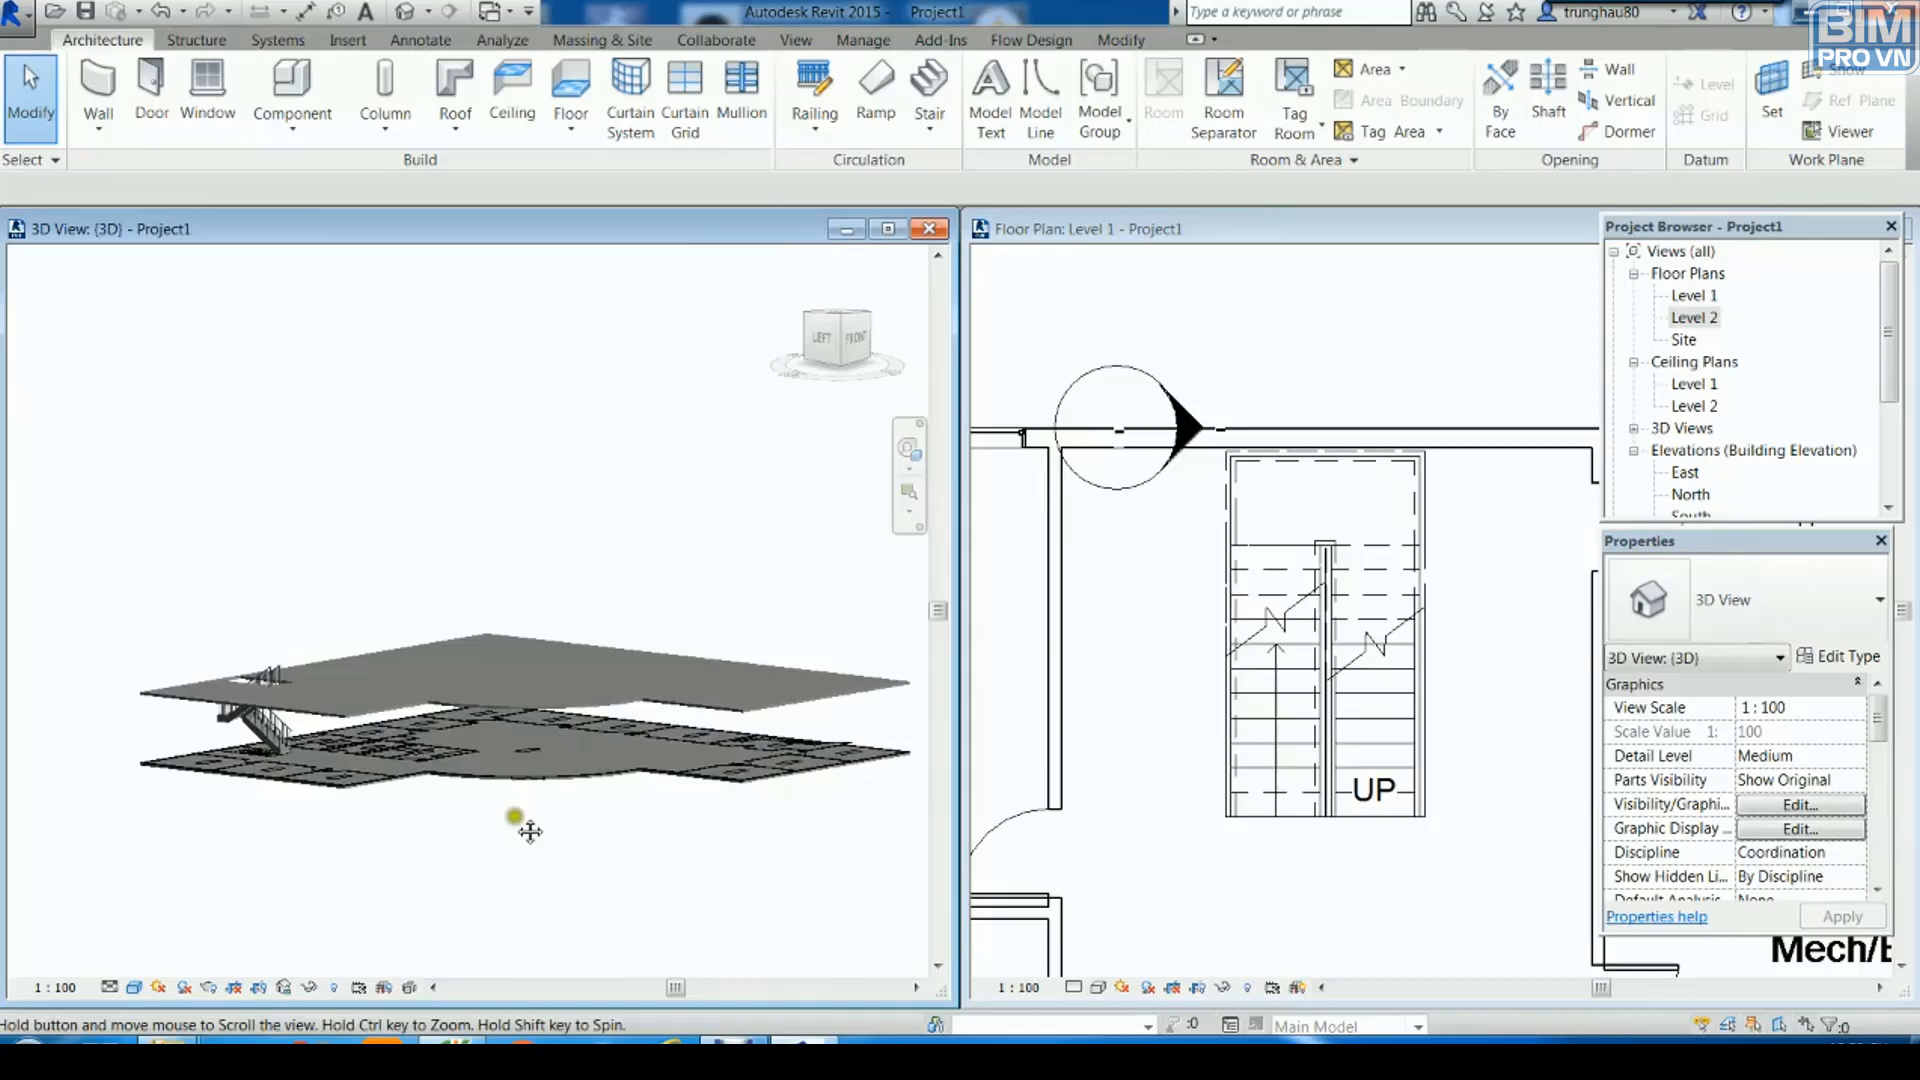 Autodesk Revit 2015 - Project1
Type a keyword or phrase
trunghau80
BIM
PRO VN
Architecture Structure Systems Insert Annotate Analyze Massing & Site Collaborate View Manage Add-Ins Flow Design Modify
Modify Wall Door Window Component Column Roof Ceiling Floor Curtain System Curtain Grid Mullion Railing Ramp Stair Model Text Model Line Model Group Room Room Separator Tag Room
Area
Area Boundary
Tag Area
By Face Shaft
Wall
Vertical
Dormer
Level
Grid
Set
Show
Ref Plane
Viewer
Select Build Circulation Model Room & Area Opening Datum Work Plane
3D View: {3D} - Project1
LEFT FRONT
Floor Plan: Level 1 - Project1
UP
Mech/E
Project Browser - Project1
Views (all)
Floor Plans
Level 1
Level 2
Site
Ceiling Plans
Level 1
Level 2
3D Views
Elevations (Building Elevation)
East
North
South
Properties
3D View
3D View: {3D} Edit Type
Graphics
View Scale 1 : 100
Scale Value 1: 100
Detail Level Medium
Parts Visibility Show Original
Visibility/Graphi... Edit...
Graphic Display ... Edit...
Discipline Coordination
Show Hidden Li... By Discipline
Default Analysis None
Properties help Apply
1 : 100
1 : 100
Hold button and move mouse to Scroll the view. Hold Ctrl key to Zoom. Hold Shift key to Spin.
:0
Main Model
:0